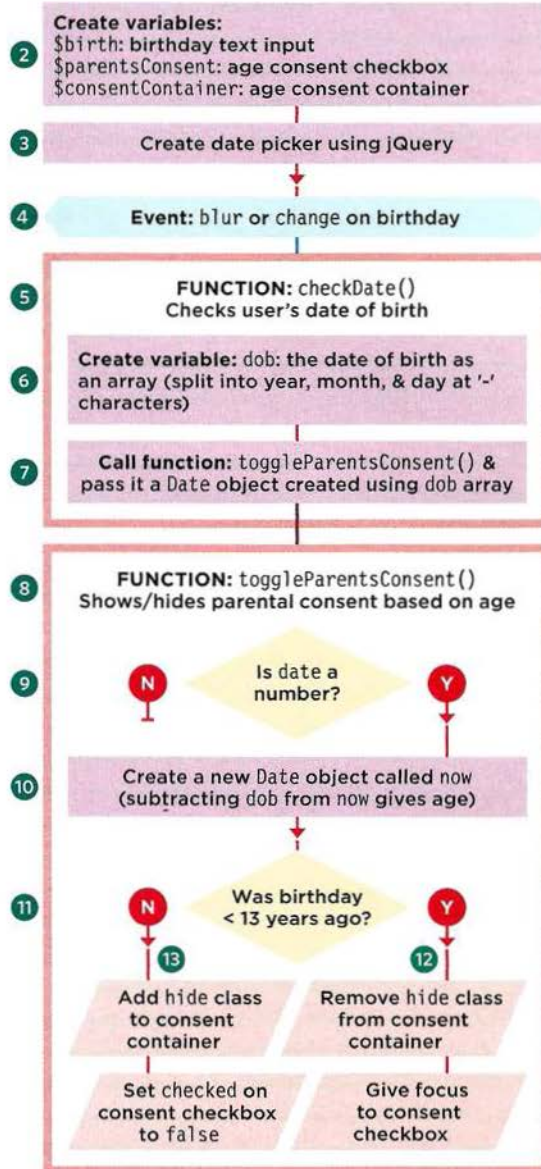 2
Create variables:
$birth: birthday text input
$parentsConsent: age consent checkbox
$consentContainer: age consent container
3
Create date picker using jQuery
4
Event: blur or change on birthday
5
FUNCTION: checkDate()
Checks user's date of birth
6
Create variable: dob: the date of birth as
an array (split into year, month, & day at '-'
characters)
7
Call function: toggleParentsConsent() &
pass it a Date object created using dob array
8
FUNCTION: toggleParentsConsent()
Shows/hides parental consent based on age
9
N
Is date a
number?
Y
10
Create a new Date object called now
(subtracting dob from now gives age)
11
N
Was birthday
< 13 years ago?
Y
13
12
Add hide class
to consent
container
Remove hide class
from consent
container
Set checked on
consent checkbox
to false
Give focus
to consent
checkbox